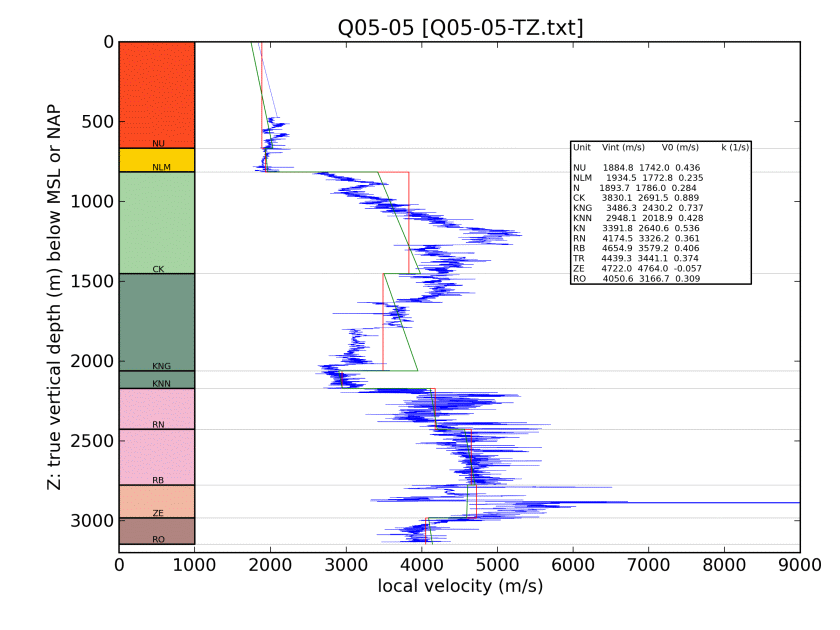 Q05-05 [Q05-05-TZ.txt]
Z: true vertical depth (m) below MSL or NAP
0
500
1000
1500
2000
2500
3000
NU
NLM
CK
KNG
KNN
RN
RB
ZE
RO
Unit Vint (m/s) V0 (m/s) k (1/s)
NU 1884.8 1742.0 0.436
NLM 1934.5 1772.8 0.235
N 1893.7 1786.0 0.284
CK 3830.1 2691.5 0.889
KNG 3486.3 2430.2 0.737
KNN 2948.1 2018.9 0.428
KN 3391.8 2640.6 0.536
RN 4174.5 3326.2 0.361
RB 4654.9 3579.2 0.406
TR 4439.3 3441.1 0.374
ZE 4722.0 4764.0 -0.057
RO 4050.6 3166.7 0.309
0 1000 2000 3000 4000 5000 6000 7000 8000 9000
local velocity (m/s)